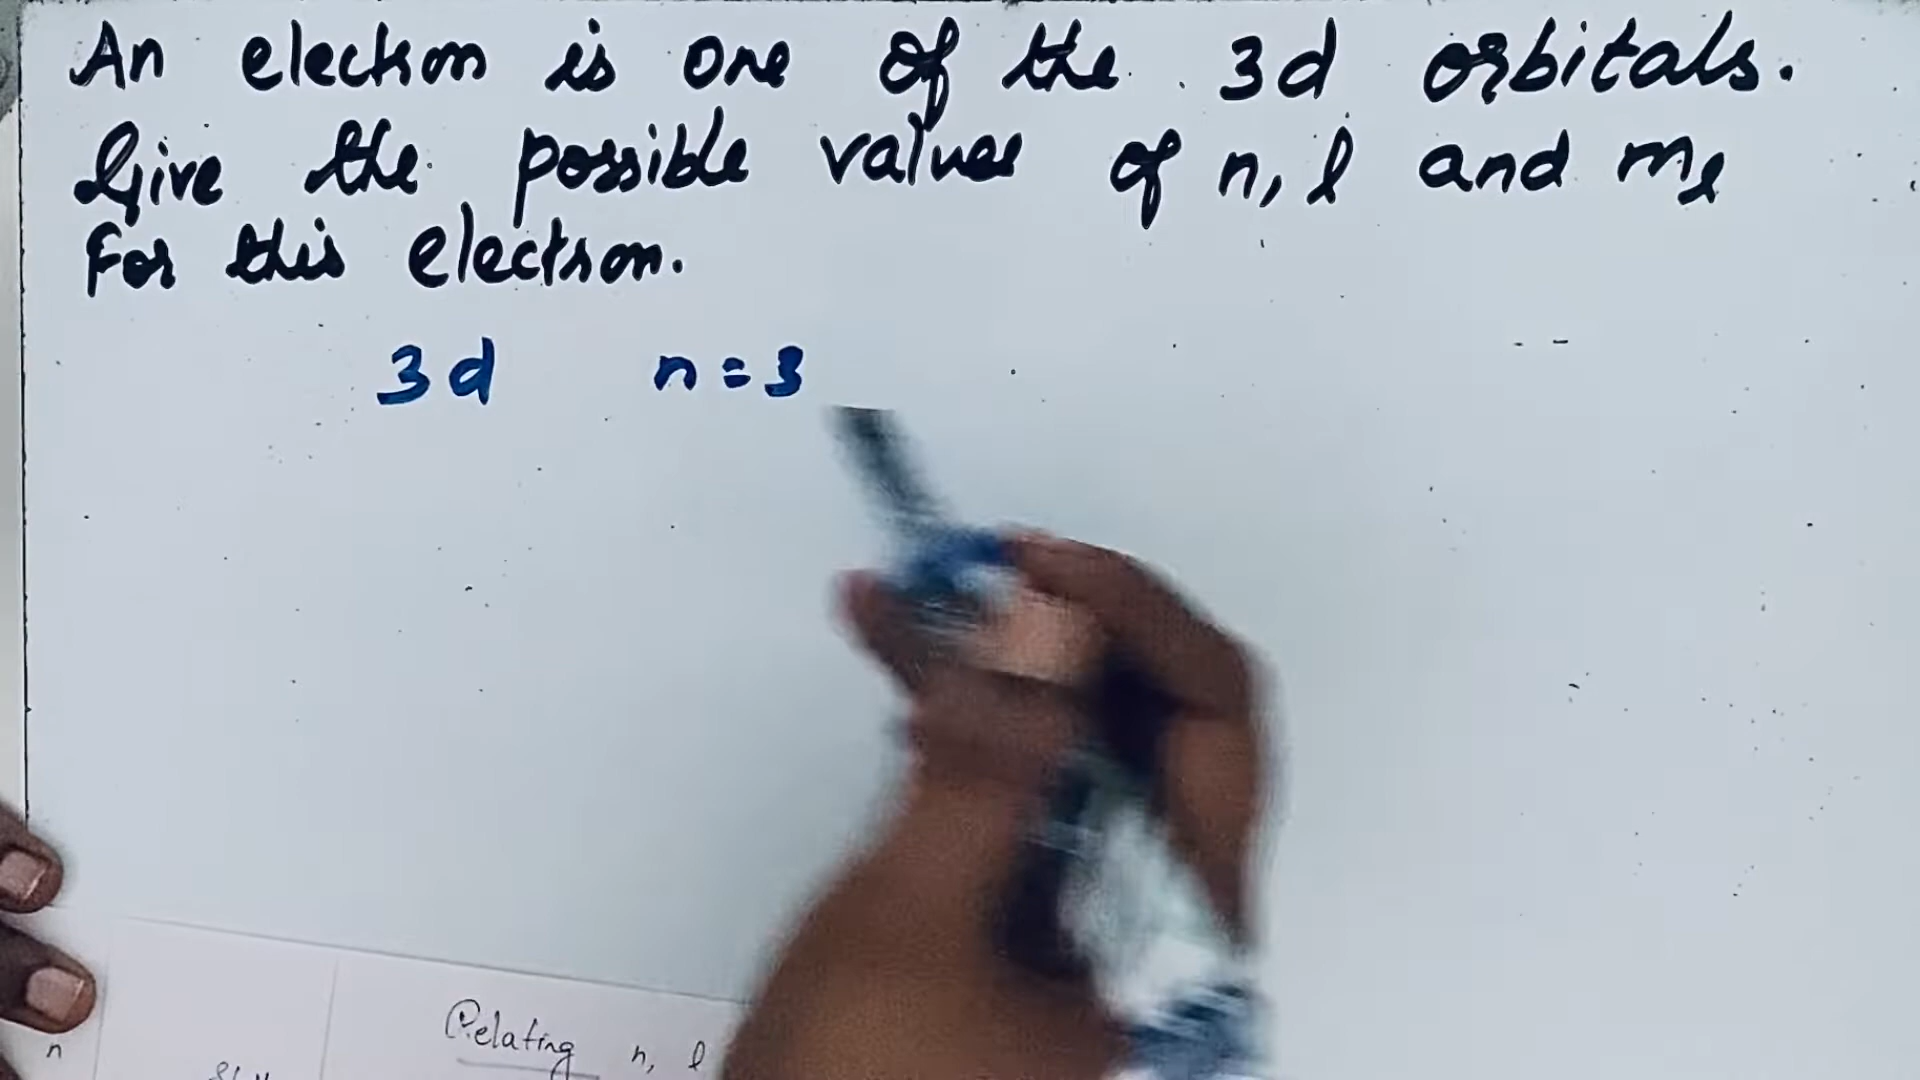 An electron is one of the 3d orbitals.
Give the possible values of n, l and ml
For this electron.
3d n=3
Relating n, l
n